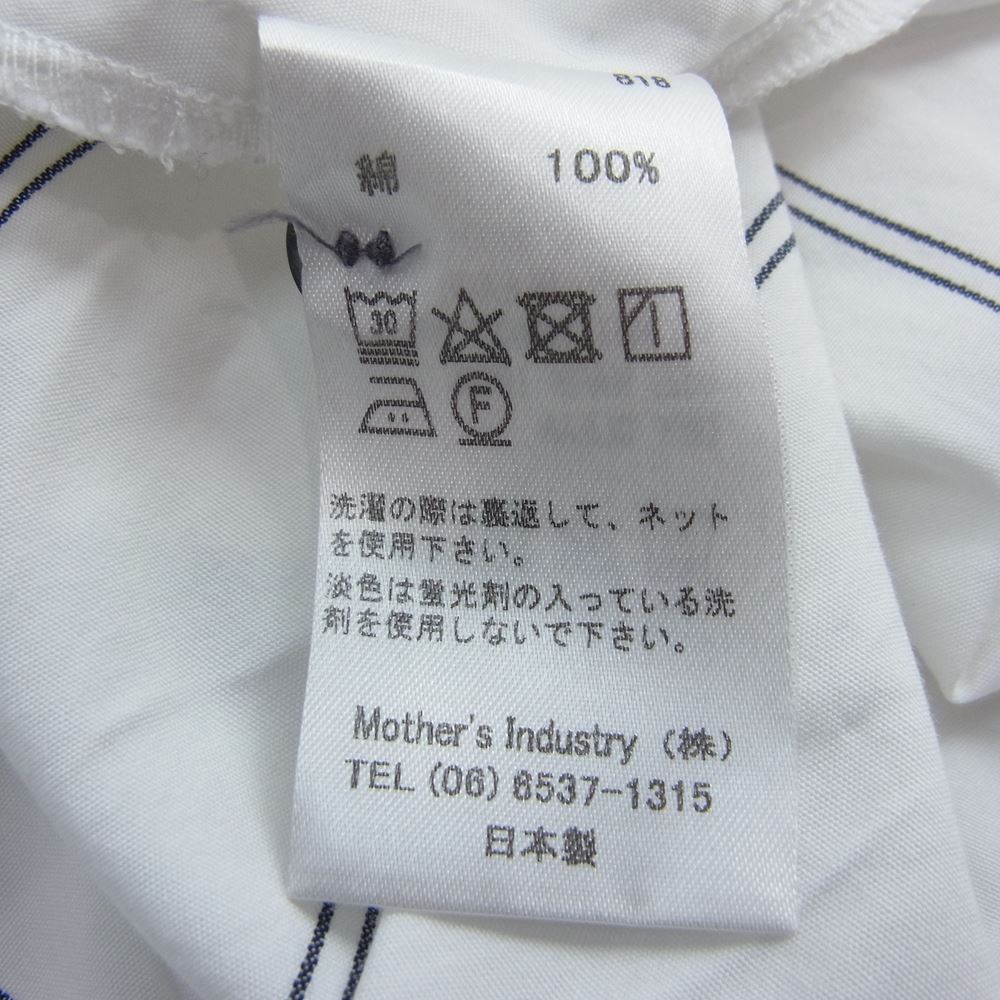 818
綿 100%
30
F
洗濯の際は裏返して、ネット
を使用下さい。
淡色は蛍光剤の入っている洗
剤を使用しないで下さい。
Mother's Industry (株)
TEL (06) 6537-1315
日本製